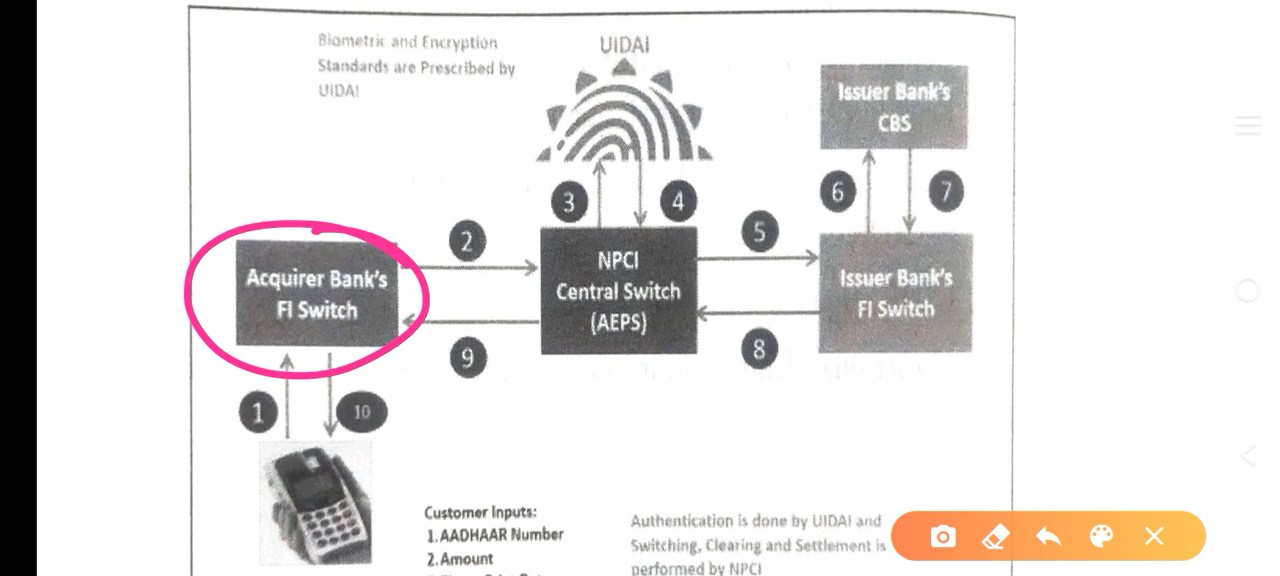 Biometric and Encryption
Standards are Prescribed by
UIDAI
UIDAI
Issuer Bank's
CBS
3
4
6
7
2
5
Acquirer Bank's
FI Switch
NPCI
Central Switch
(AEPS)
Issuer Bank's
FI Switch
9
8
1
10
Customer Inputs:
1.AADHAAR Number
2.Amount
Authentication is done by UIDAI and
Switching, Clearing and Settlement is
performed by NPCI